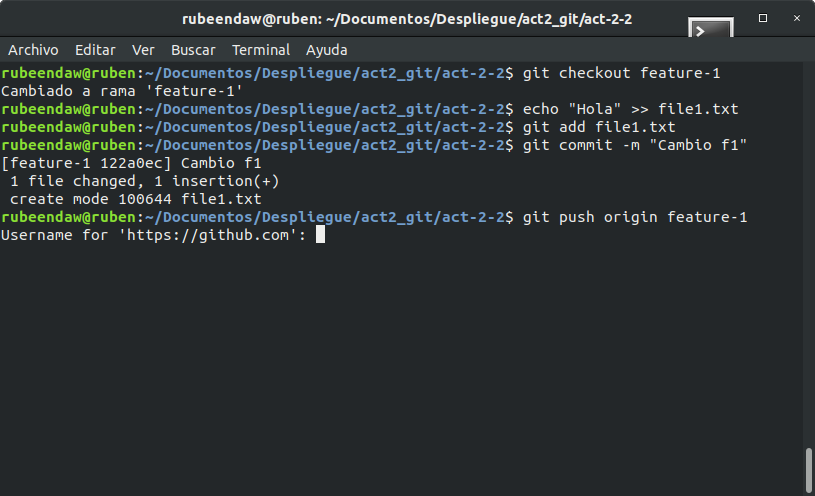 rubeendaw@ruben: ~/Documentos/Despliegue/act2_git/act-2-2
Archivo Editar Ver Buscar Terminal Ayuda
rubeendaw@ruben:~/Documentos/Despliegue/act2_git/act-2-2$ git checkout feature-1
Cambiado a rama 'feature-1'
rubeendaw@ruben:~/Documentos/Despliegue/act2_git/act-2-2$ echo "Hola" >> file1.txt
rubeendaw@ruben:~/Documentos/Despliegue/act2_git/act-2-2$ git add file1.txt
rubeendaw@ruben:~/Documentos/Despliegue/act2_git/act-2-2$ git commit -m "Cambio f1"
[feature-1 122a0ec] Cambio f1
 1 file changed, 1 insertion(+)
 create mode 100644 file1.txt
rubeendaw@ruben:~/Documentos/Despliegue/act2_git/act-2-2$ git push origin feature-1
Username for 'https://github.com':